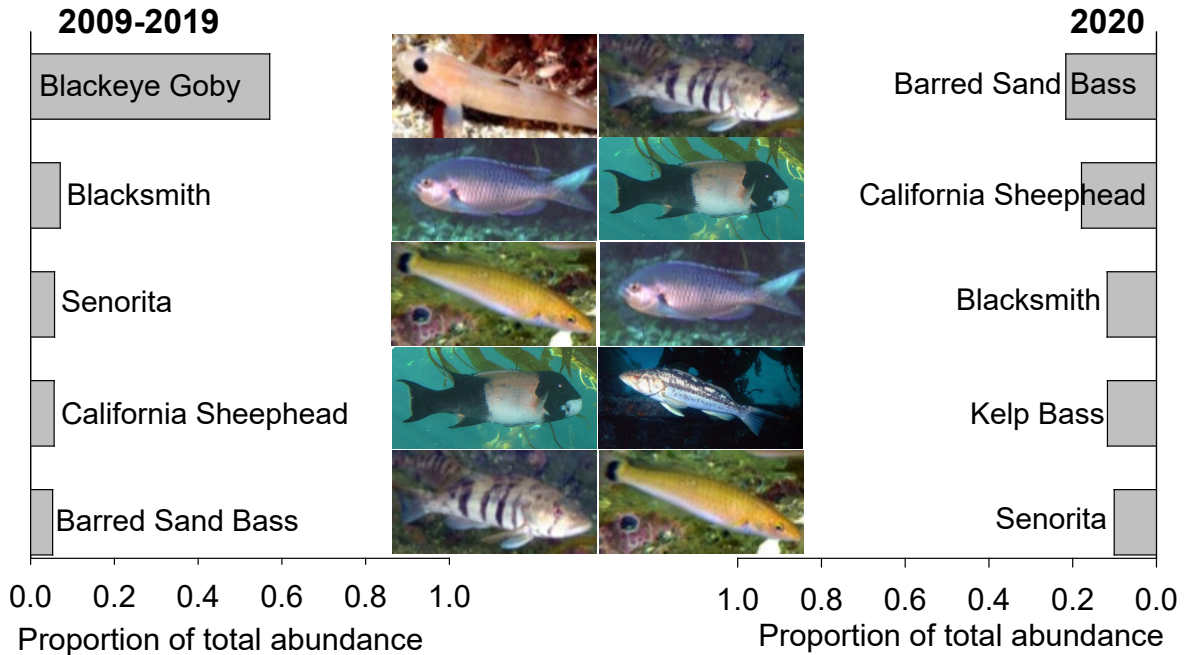 2009-2019
Blackeye Goby
Blacksmith
Senorita
California Sheephead
Barred Sand Bass
0.0 0.2 0.4 0.6 0.8 1.0
Proportion of total abundance
2020
Barred Sand Bass
California Sheephead
Blacksmith
Kelp Bass
Senorita
1.0 0.8 0.6 0.4 0.2 0.0
Proportion of total abundance